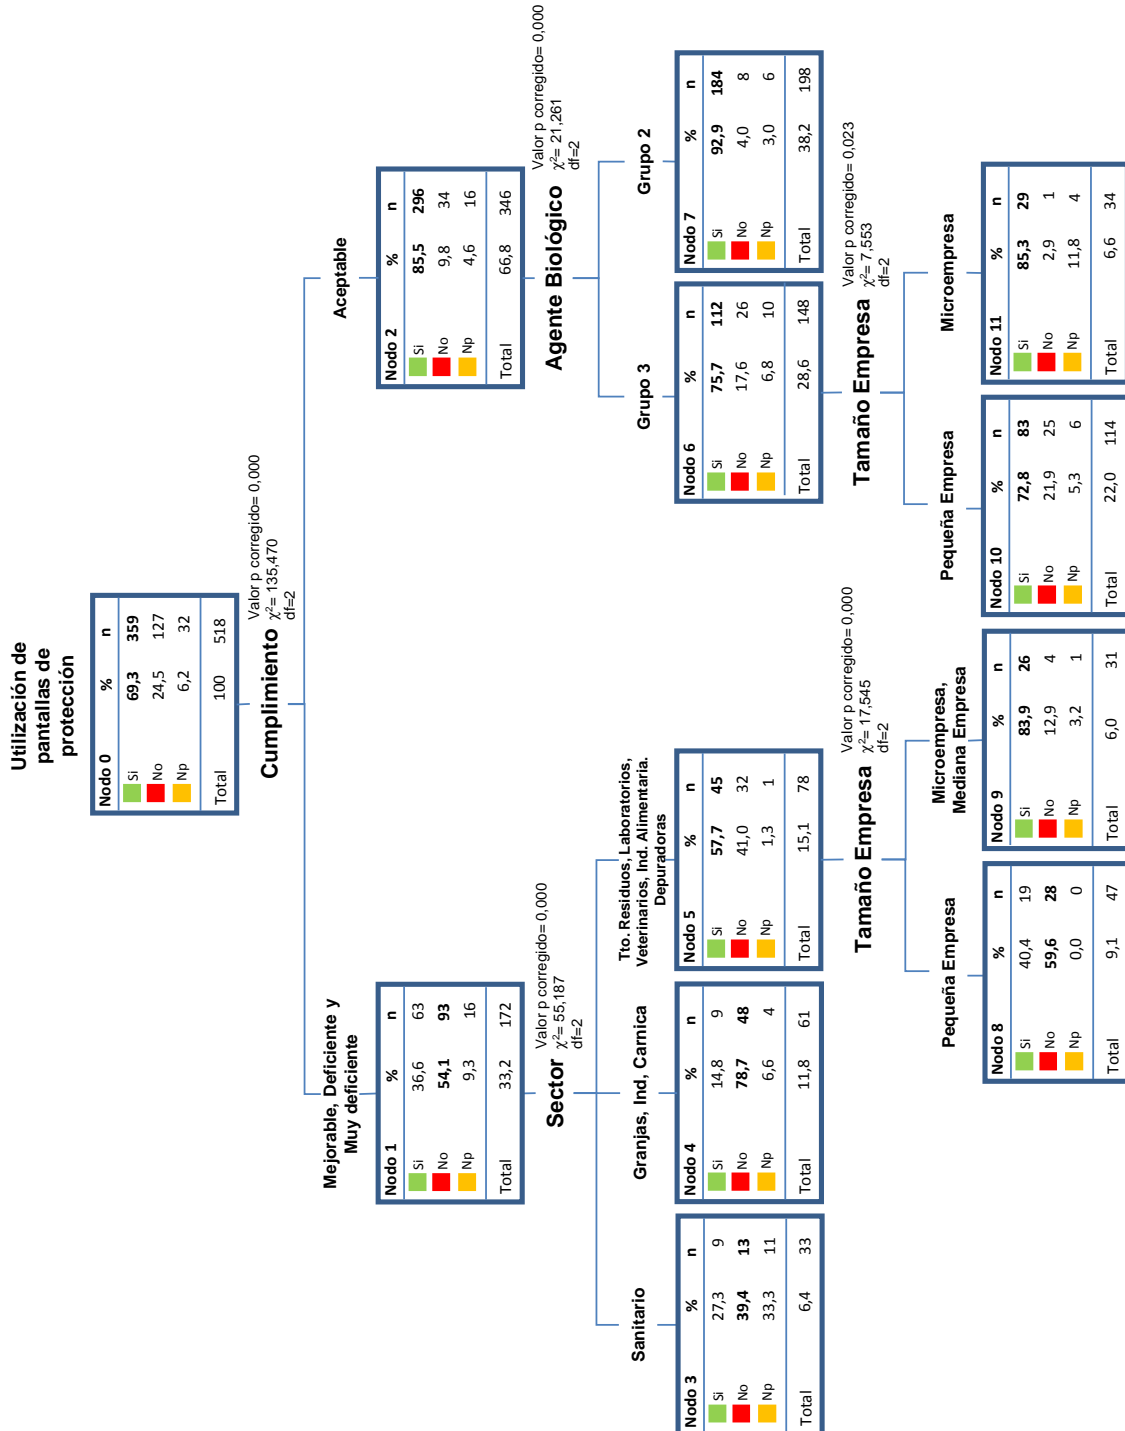 Utilización de
pantallas de
protección
Nodo 0 % n
Si 69,3 359
No 24,5 127
Np 6,2 32
Total 100 518
Cumplimiento
Valor p corregido= 0,000
χ²= 135,470
df=2
Mejorable, Deficiente y
Muy deficiente
Nodo 1 % n
Si 36,6 63
No 54,1 93
Np 9,3 16
Total 33,2 172
Aceptable
Nodo 2 % n
Si 85,5 296
No 9,8 34
Np 4,6 16
Total 66,8 346
Sector
Valor p corregido= 0,000
χ²= 55,187
df=2
Agente Biológico
Valor p corregido= 0,000
χ²= 21,261
df=2
Sanitario
Nodo 3 % n
Si 27,3 9
No 39,4 13
Np 33,3 11
Total 6,4 33
Granjas, Ind, Carnica
Nodo 4 % n
Si 14,8 9
No 78,7 48
Np 6,6 4
Total 11,8 61
Tto. Residuos, Laboratorios,
Veterinarios, Ind. Alimentaria.
Depuradoras
Nodo 5 % n
Si 57,7 45
No 41,0 32
Np 1,3 1
Total 15,1 78
Grupo 3
Nodo 6 % n
Si 75,7 112
No 17,6 26
Np 6,8 10
Total 28,6 148
Grupo 2
Nodo 7 % n
Si 92,9 184
No 4,0 8
Np 3,0 6
Total 38,2 198
Tamaño Empresa
Valor p corregido= 0,000
χ²= 17,545
df=2
Tamaño Empresa
Valor p corregido= 0,023
χ²= 7,553
df=2
Pequeña Empresa
Nodo 8 % n
Si 40,4 19
No 59,6 28
Np 0,0 0
Total 9,1 47
Microempresa,
Mediana Empresa
Nodo 9 % n
Si 83,9 26
No 12,9 4
Np 3,2 1
Total 6,0 31
Pequeña Empresa
Nodo 10 % n
Si 72,8 83
No 21,9 25
Np 5,3 6
Total 22,0 114
Microempresa
Nodo 11 % n
Si 85,3 29
No 2,9 1
Np 11,8 4
Total 6,6 34